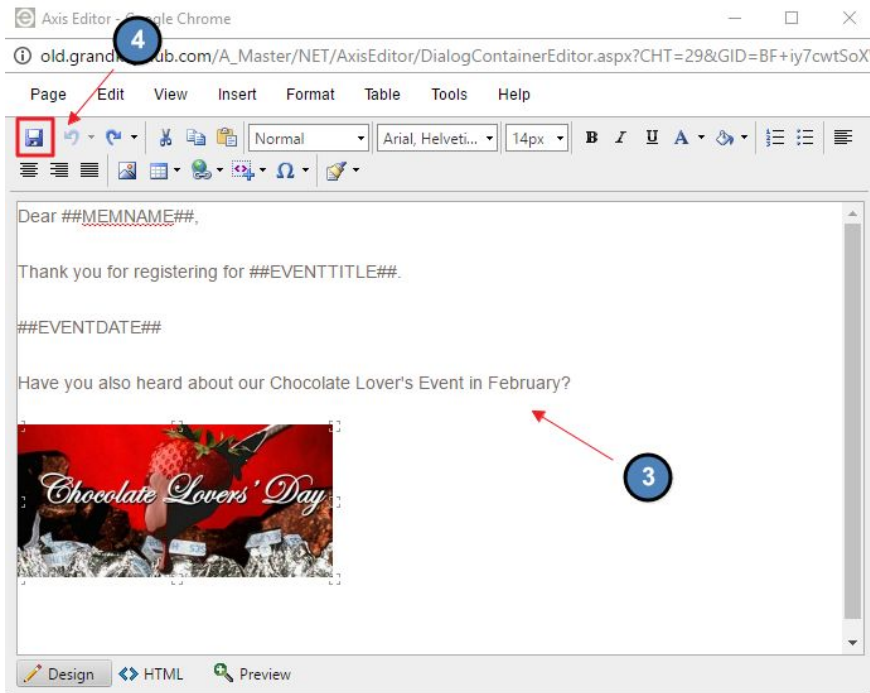 Axis Editor - Google Chrome
4
old.grand ub.com/A_Master/NET/AxisEditor/DialogContainerEditor.aspx?CHT=29&GID=BF+iy7cwtSoX
Page Edit View Insert Format Table Tools Help
Normal Arial, Helveti... 14px B I U A
Ω
Dear ##MEMNAME##,
Thank you for registering for ##EVENTTITLE##.
##EVENTDATE##
Have you also heard about our Chocolate Lover's Event in February?
3
Chocolate Lovers' Day
Design HTML Preview